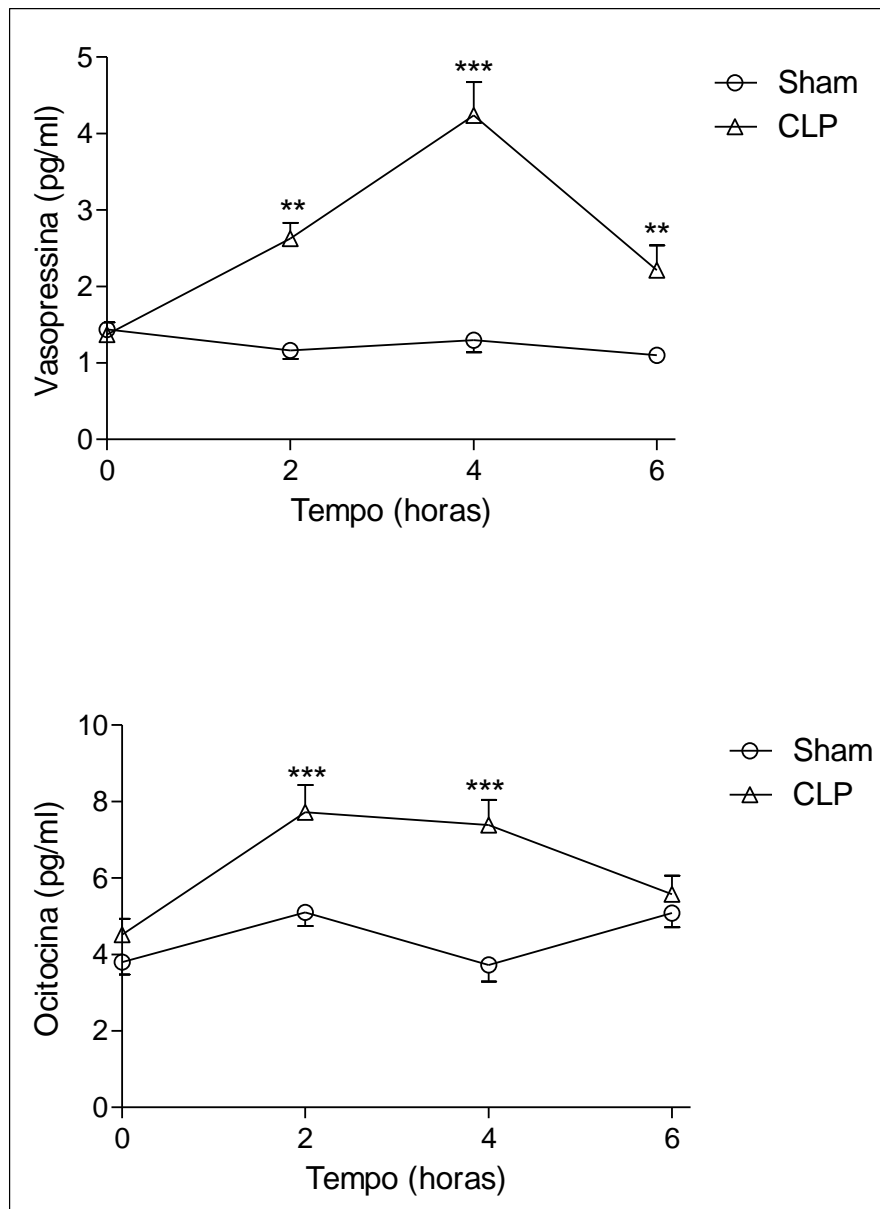 5
4
3
2
1
0
Vasopressina (pg/ml)
**
***
**
0 2 4 6
Tempo (horas)
Sham
CLP
10
8
6
4
2
0
Ocitocina (pg/ml)
***
***
0 2 4 6
Tempo (horas)
Sham
CLP